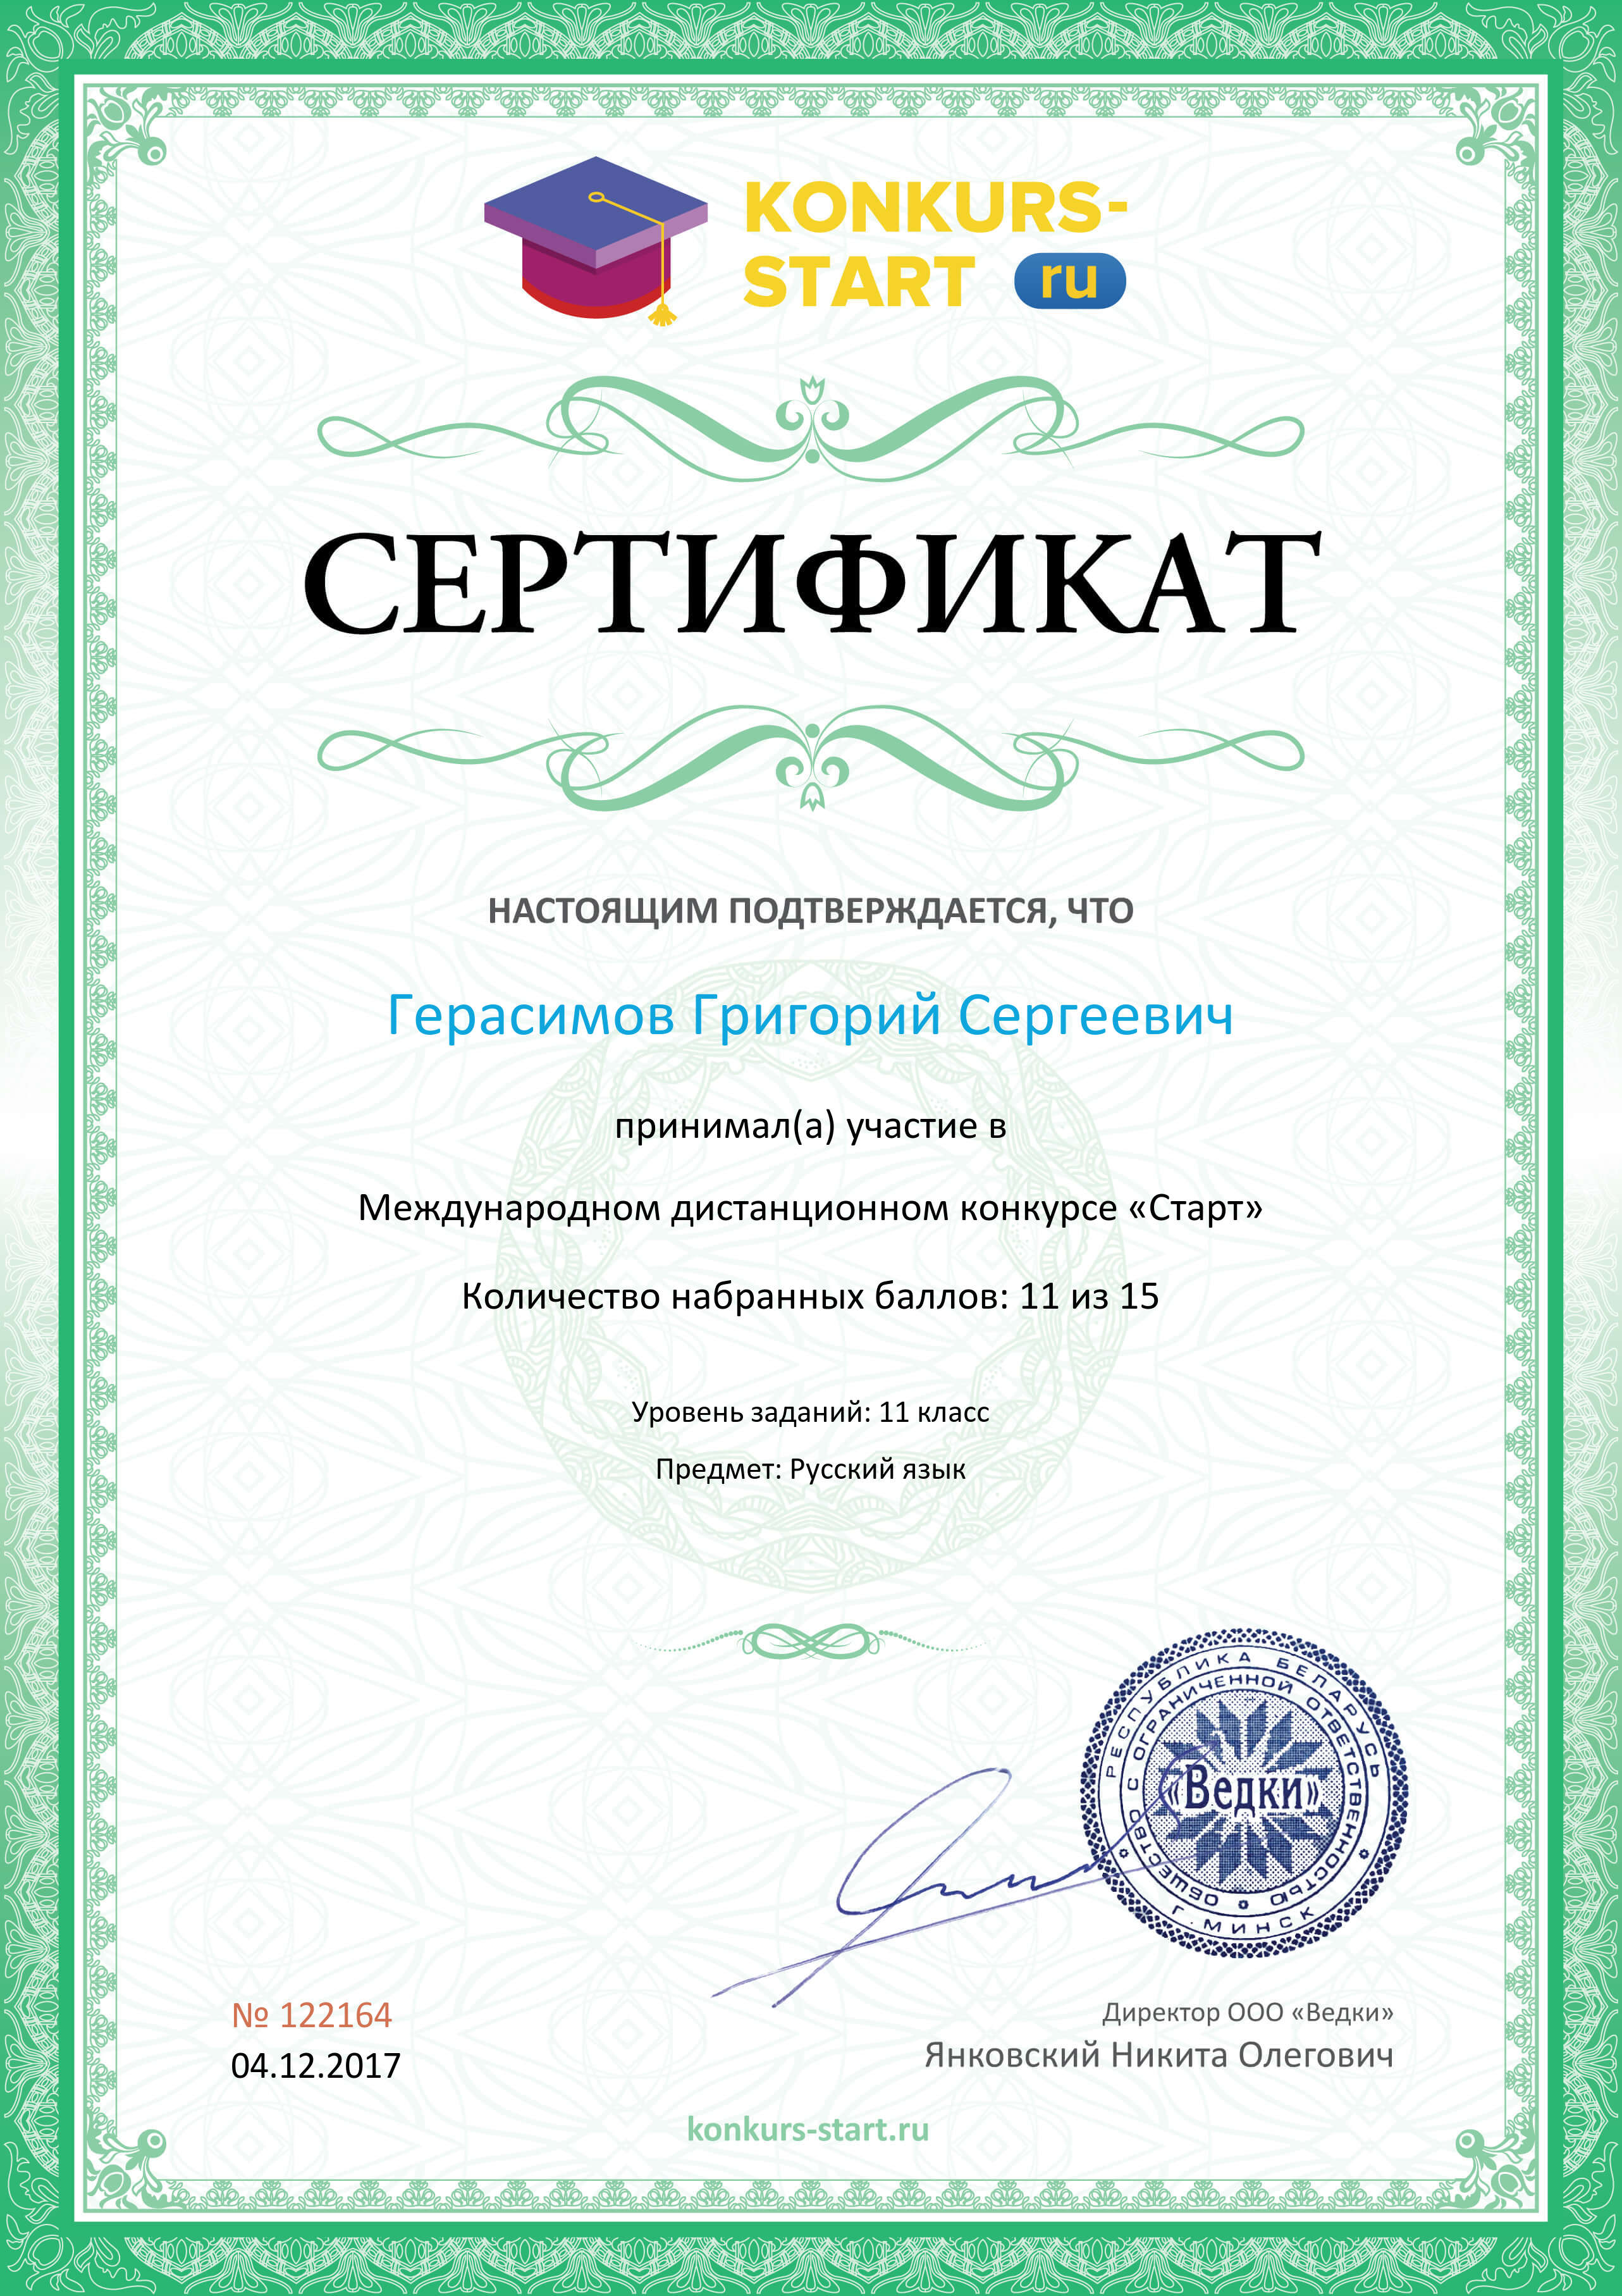 KONKURS-
START ru
СЕРТИФИКАТ
НАСТОЯЩИМ ПОДТВЕРЖДАЕТСЯ, ЧТО
Герасимов Григорий Сергеевич
принимал(а) участие в
Международном дистанционном конкурсе «Старт»
Количество набранных баллов: 11 из 15
Уровень заданий: 11 класс
Предмет: Русский язык
РЕСПУБЛИКА БЕЛАРУСЬ
ОБЩЕСТВО С ОГРАНИЧЕННОЙ ОТВЕТСТВЕННОСТЬЮ
«Ведки»
Г. МИНСК
№ 122164
04.12.2017
Директор ООО «Ведки»
Янковский Никита Олегович
konkurs-start.ru